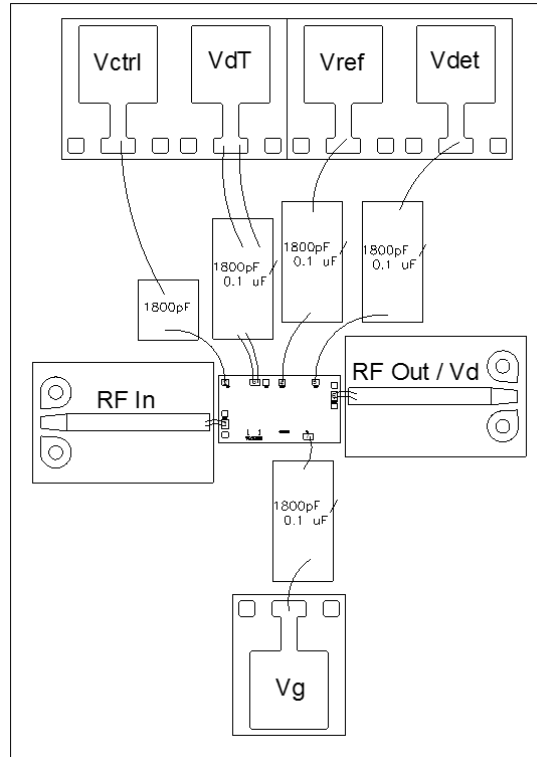 Vctrl
VdT
Vref
Vdet
1800pF
1800pF
0.1 uF
1800pF
0.1 uF
1800pF
0.1 uF
RF In
RF Out / Vd
1800pF
0.1 uF
Vg